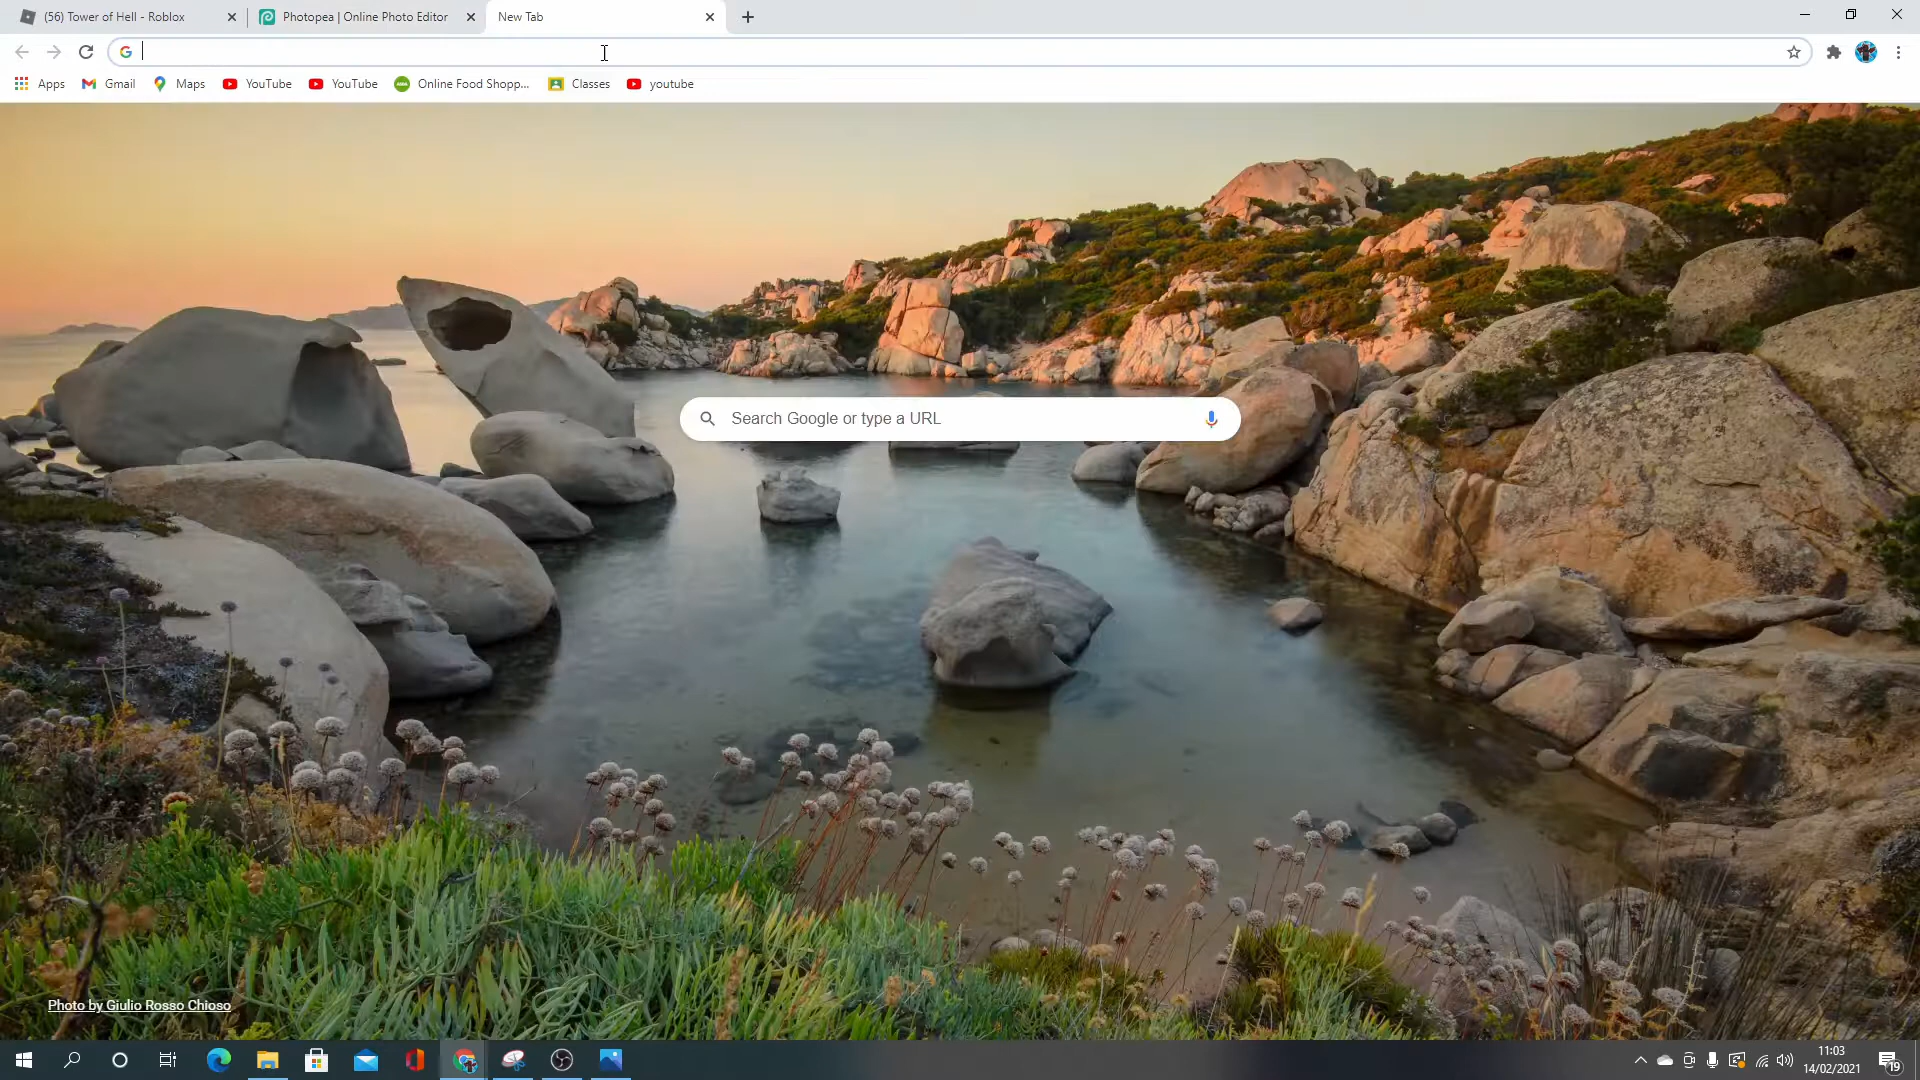 (56) Tower of Hell - Roblox
Photopea | Online Photo Editor
New Tab
Apps
Gmail
Maps
YouTube
YouTube
Online Food Shopp...
Classes
youtube
Search Google or type a URL
Photo by Giulio Rosso Chioso
11:03
14/02/2021
19